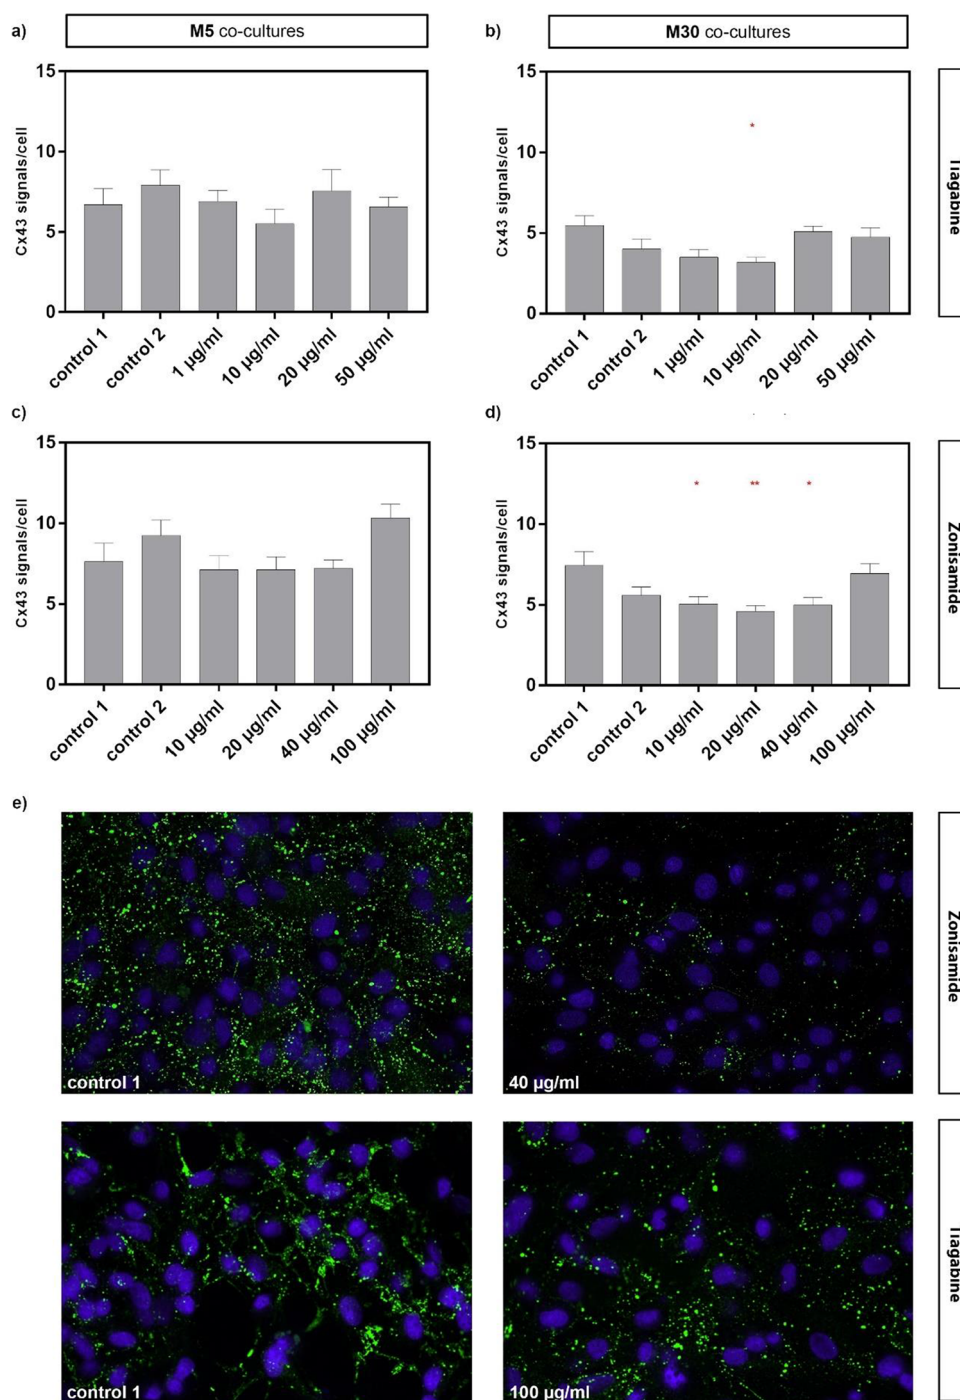 a)
M5 co-cultures
b)
M30 co-cultures
15
10
5
0
Cx43 signals/cell
control 1
control 2
1 µg/ml
10 µg/ml
20 µg/ml
50 µg/ml
15
10
5
0
Cx43 signals/cell
*
control 1
control 2
1 µg/ml
10 µg/ml
20 µg/ml
50 µg/ml
c)
15
10
5
0
Cx43 signals/cell
control 1
control 2
10 µg/ml
20 µg/ml
40 µg/ml
100 µg/ml
d)
15
10
5
0
Cx43 signals/cell
*
**
*
control 1
control 2
10 µg/ml
20 µg/ml
40 µg/ml
100 µg/ml
Zonisamide
e)
control 1
40 µg/ml
Zonisamide
control 1
100 µg/ml